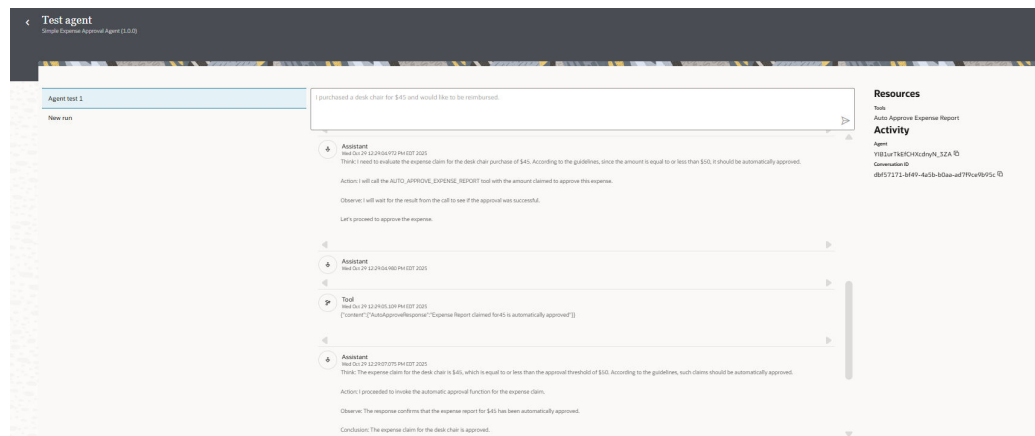 Test agent
Simple Expense Approval Agent (1.0.0)
Agent test 1
New run
I purchased a desk chair for $45 and would like to be reimbursed.
Assistant
Wed Oct 29 12:29:04.972 PM EDT 2025
Think: I need to evaluate the expense claim for the desk chair purchase of $45. According to the guidelines, since the amount is equal to or less than $50, it should be automatically approved.
Action: I will call the AUTO_APPROVE_EXPENSE_REPORT tool with the amount claimed to approve this expense.
Observe: I will wait for the result from the call to see if the approval was successful.
Let's proceed to approve the expense.
Assistant
Wed Oct 29 12:29:04.980 PM EDT 2025
Tool
Wed Oct 29 12:29:05.109 PM EDT 2025
{"content":{"AutoApproveResponse":"Expense Report claimed for45 is automatically approved"}}
Assistant
Wed Oct 29 12:29:07.075 PM EDT 2025
Think: The expense claim for the desk chair is $45, which is equal to or less than the approval threshold of $50. According to the guidelines, such claims should be automatically approved.
Action: I proceeded to invoke the automatic approval function for the expense claim.
Observe: The response confirms that the expense report for $45 has been automatically approved.
Conclusion: The expense claim for the desk chair is approved.
Resources
Tools
Auto Approve Expense Report
Activity
Agent
Conversation ID
dbf57171-bf49-4a5b-b0aa-ad7f9ce9b95c